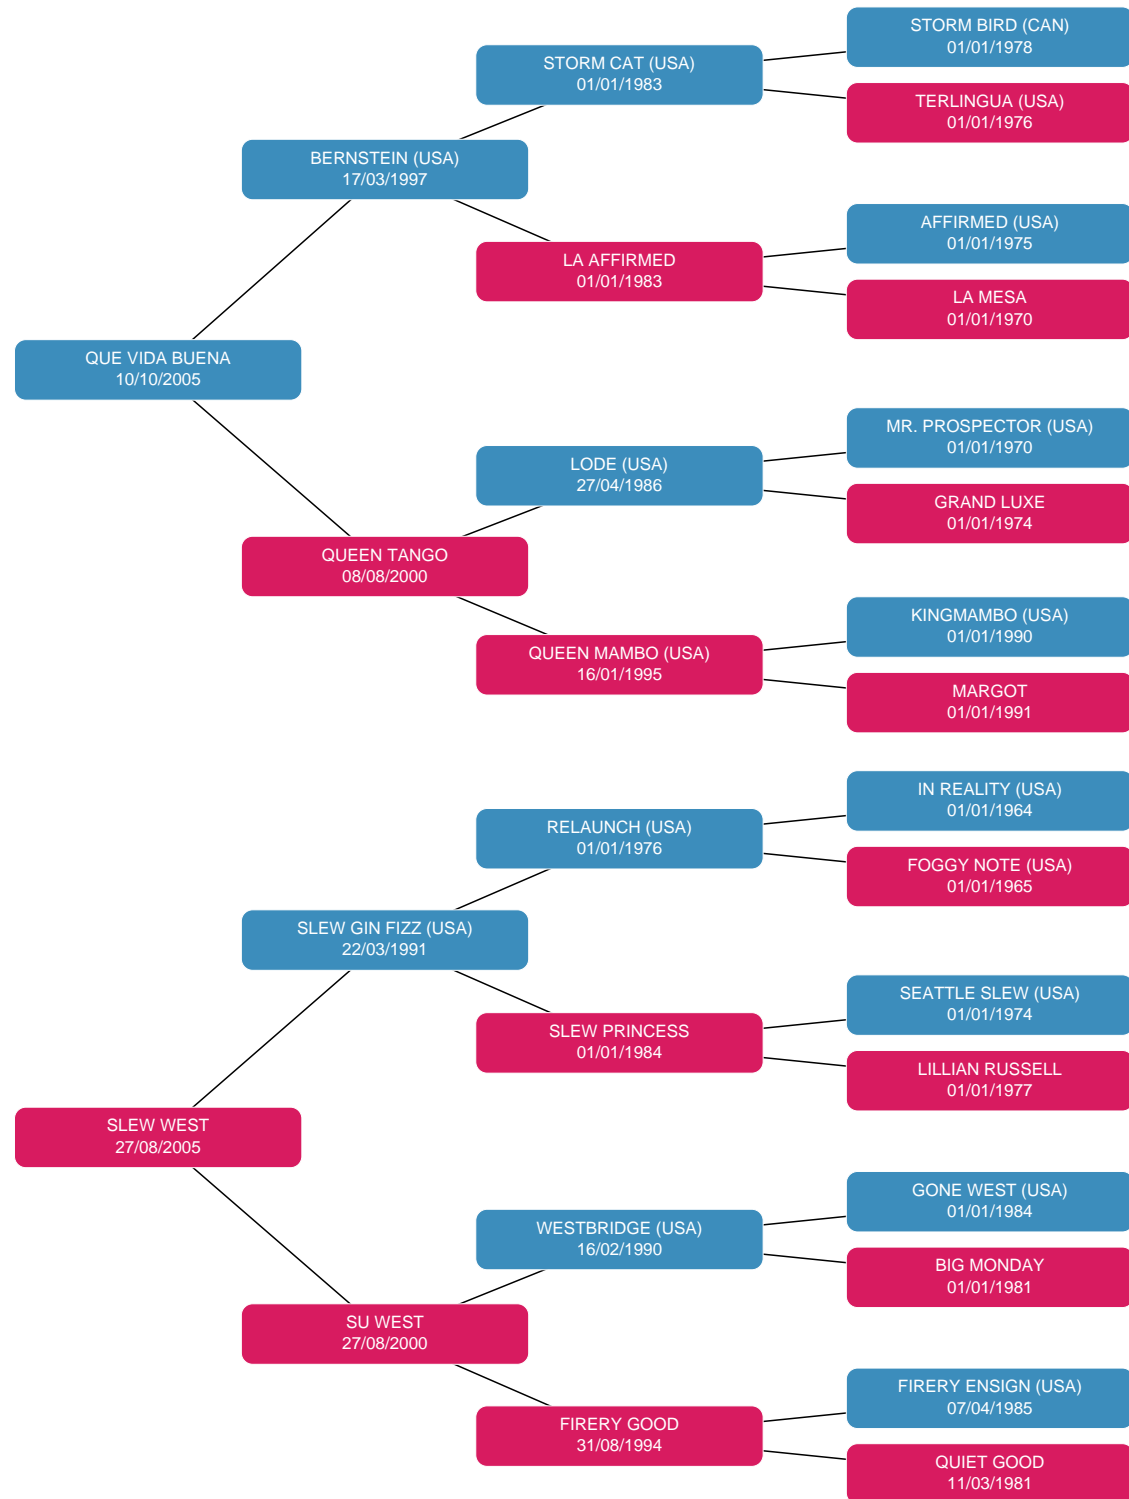 STORM BIRD (CAN)
01/01/1978
STORM CAT (USA)
01/01/1983
TERLINGUA (USA)
01/01/1976
BERNSTEIN (USA)
17/03/1997
AFFIRMED (USA)
01/01/1975
LA AFFIRMED
01/01/1983
LA MESA
01/01/1970
QUE VIDA BUENA
10/10/2005
MR. PROSPECTOR (USA)
01/01/1970
LODE (USA)
27/04/1986
GRAND LUXE
01/01/1974
QUEEN TANGO
08/08/2000
KINGMAMBO (USA)
01/01/1990
QUEEN MAMBO (USA)
16/01/1995
MARGOT
01/01/1991
IN REALITY (USA)
01/01/1964
RELAUNCH (USA)
01/01/1976
FOGGY NOTE (USA)
01/01/1965
SLEW GIN FIZZ (USA)
22/03/1991
SEATTLE SLEW (USA)
01/01/1974
SLEW PRINCESS
01/01/1984
LILLIAN RUSSELL
01/01/1977
SLEW WEST
27/08/2005
GONE WEST (USA)
01/01/1984
WESTBRIDGE (USA)
16/02/1990
BIG MONDAY
01/01/1981
SU WEST
27/08/2000
FIRERY ENSIGN (USA)
07/04/1985
FIRERY GOOD
31/08/1994
QUIET GOOD
11/03/1981